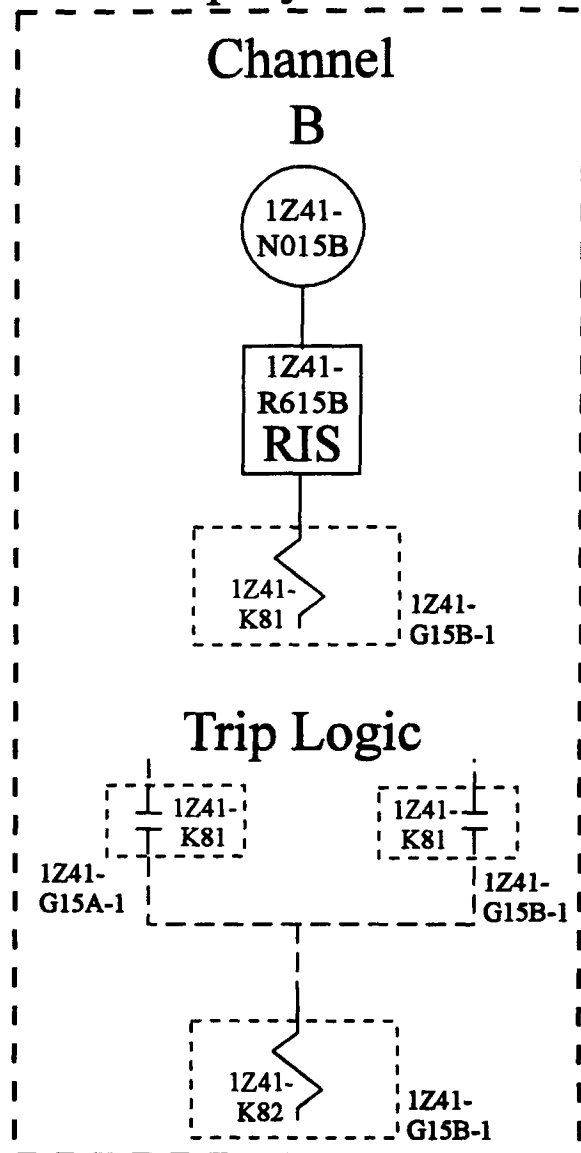 Channel
B
1Z41-
N015B
1Z41-
R615B
RIS
1Z41-
K81
1Z41-
G15B-1
Trip Logic
1Z41-
K81
1Z41-
K81
1Z41-
G15A-1
1Z41-
G15B-1
1Z41-
K82
1Z41-
G15B-1